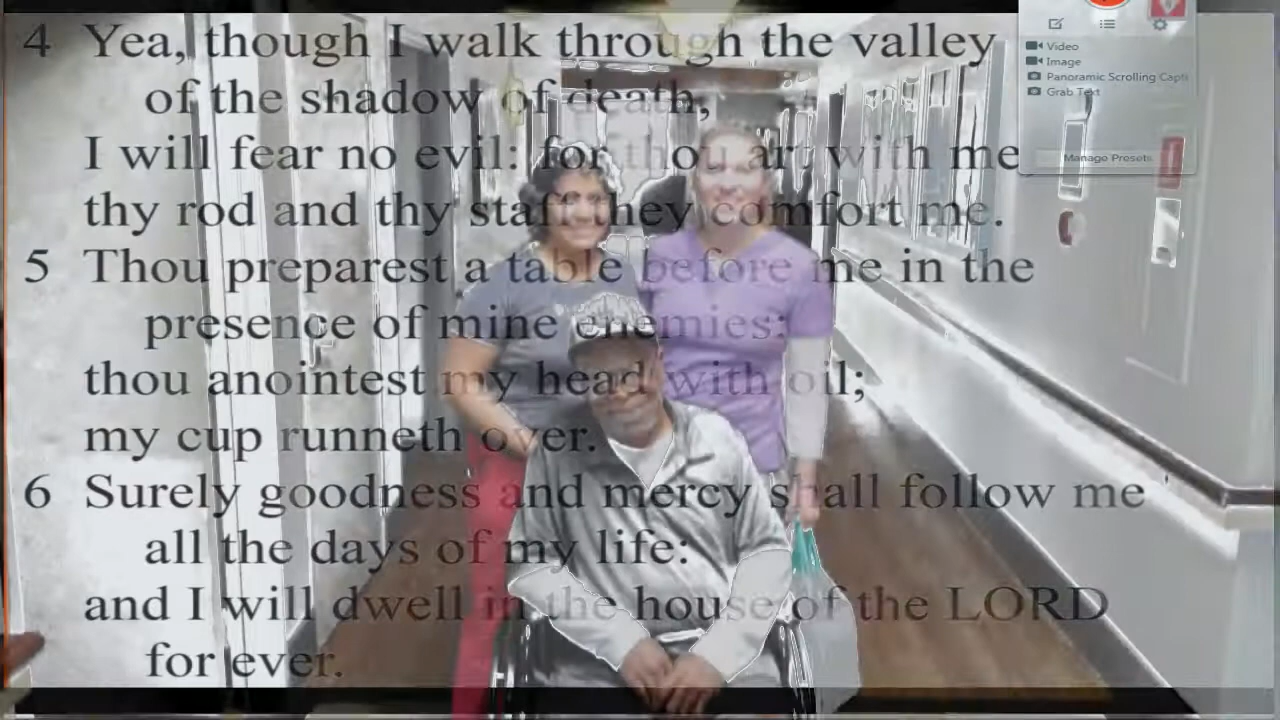 4 Yea, though I walk through the valley
of the shadow of death,
I will fear no evil: for thou art with me
thy rod and thy staff they comfort me.
5 Thou preparest a table before me in the
presence of mine enemies:
thou anointest my head with oil;
my cup runneth over.
6 Surely goodness and mercy shall follow me
all the days of my life:
and I will dwell in the house of the LORD
for ever.
Video
Image
Panoramic Scrolling Capti
Grab Text
Manage Presets